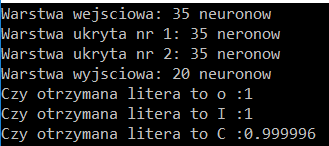 Warstwa wejsciowa: 35 neuronow
Warstwa ukryta nr 1: 35 neronow
Warstwa ukryta nr 2: 35 neronow
Warstwa wyjsciowa: 20 neuronow
Czy otrzymana litera to o :1
Czy otrzymana litera to I :1
Czy otrzymana litera to C :0.999996